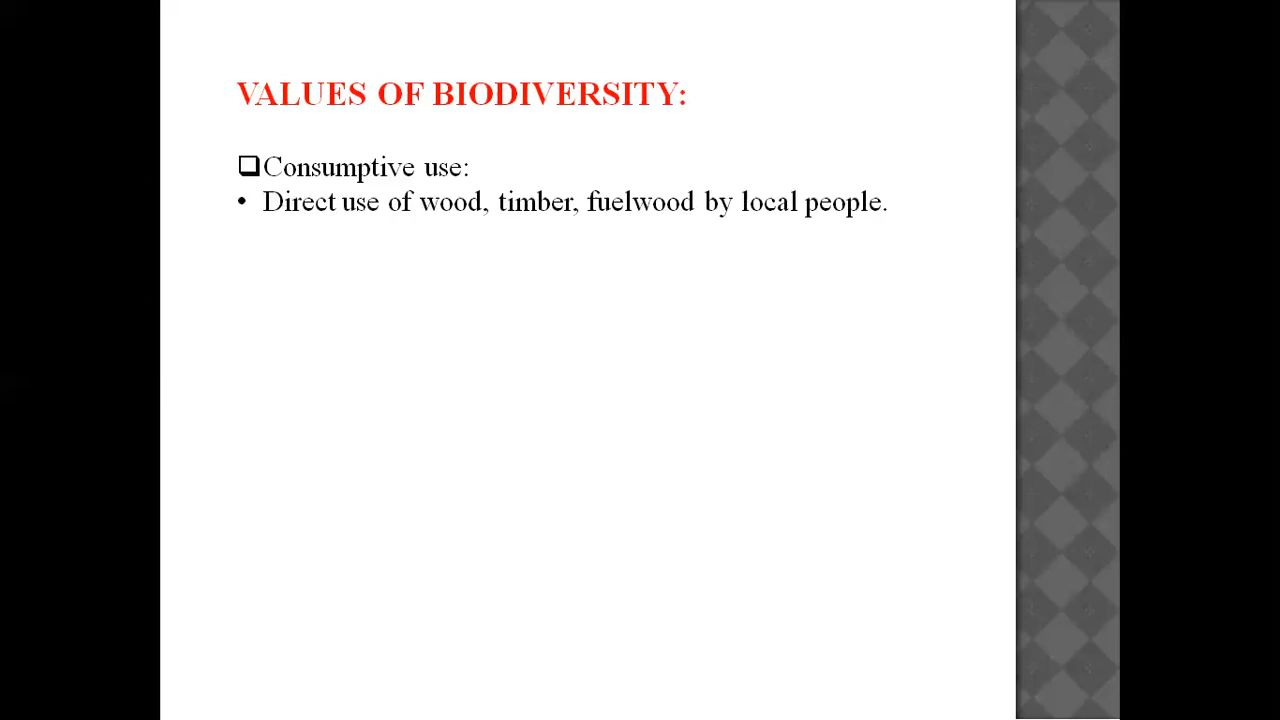 VALUES OF BIODIVERSITY:
❑Consumptive use:
• Direct use of wood, timber, fuelwood by local people.